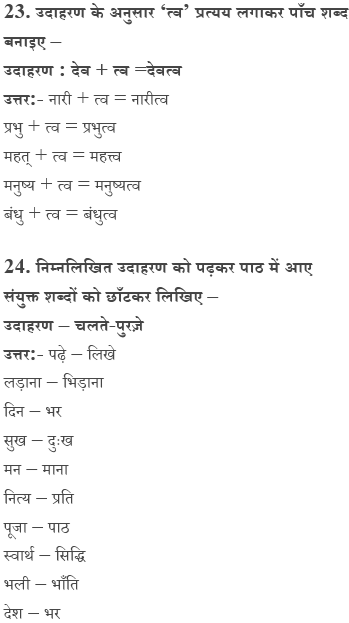 23. उदाहरण के अनुसार ‘त्व’ प्रत्यय लगाकर पाँच शब्द
बनाइए –
उदाहरण : देव + त्व =देवत्व
उत्तर:- नारी + त्व = नारीत्व
प्रभु + त्व = प्रभुत्व
महत् + त्व = महत्त्व
मनुष्य + त्व = मनुष्यत्व
बंधु + त्व = बंधुत्व
24. निम्नलिखित उदाहरण को पढ़कर पाठ में आए
संयुक्त शब्दों को छाँटकर लिखिए –
उदाहरण – चलते-पुरज़े
उत्तर:- पढ़े – लिखे
लड़ाना – भिड़ाना
दिन – भर
सुख – दुःख
मन – माना
नित्य – प्रति
पूजा – पाठ
स्वार्थ – सिद्धि
भली – भाँति
देश – भर